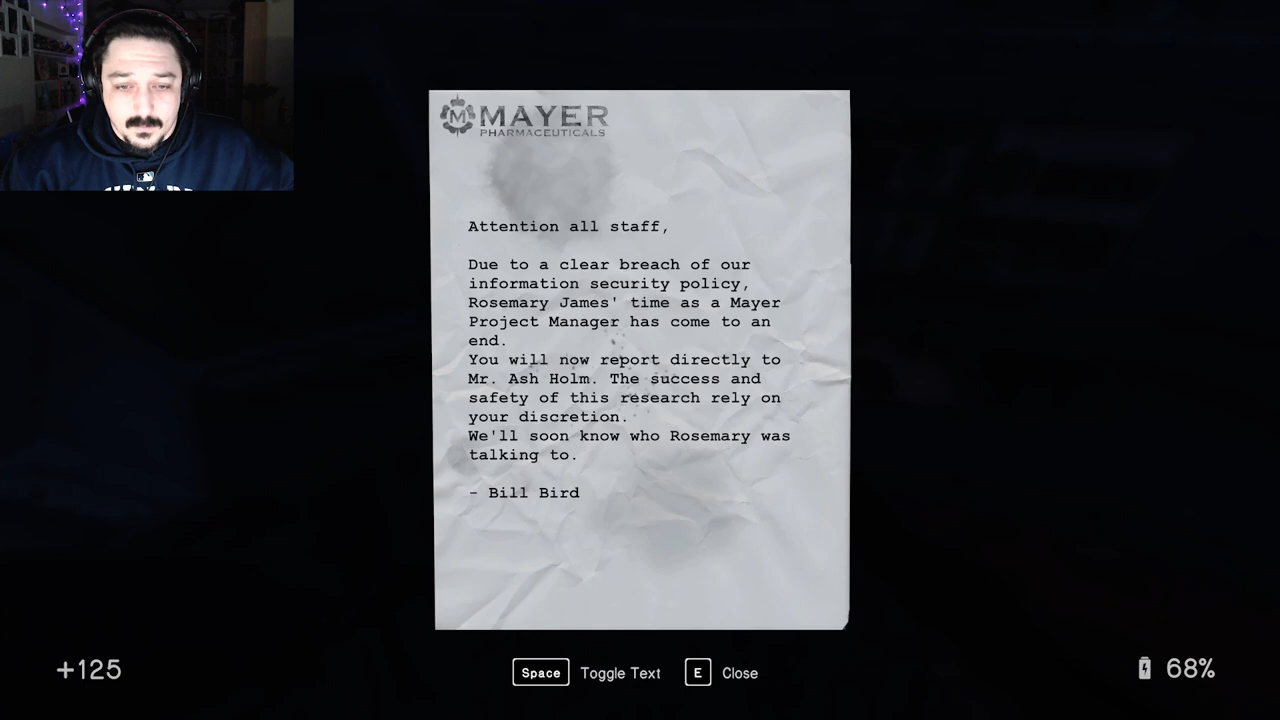 MAYER
PHARMACEUTICALS
Attention all staff,
Due to a clear breach of our
information security policy,
Rosemary James' time as a Mayer
Project Manager has come to an
end.
You will now report directly to
Mr. Ash Holm. The success and
safety of this research rely on
your discretion.
We'll soon know who Rosemary was
talking to.
- Bill Bird
+125
Space Toggle Text E Close
68%